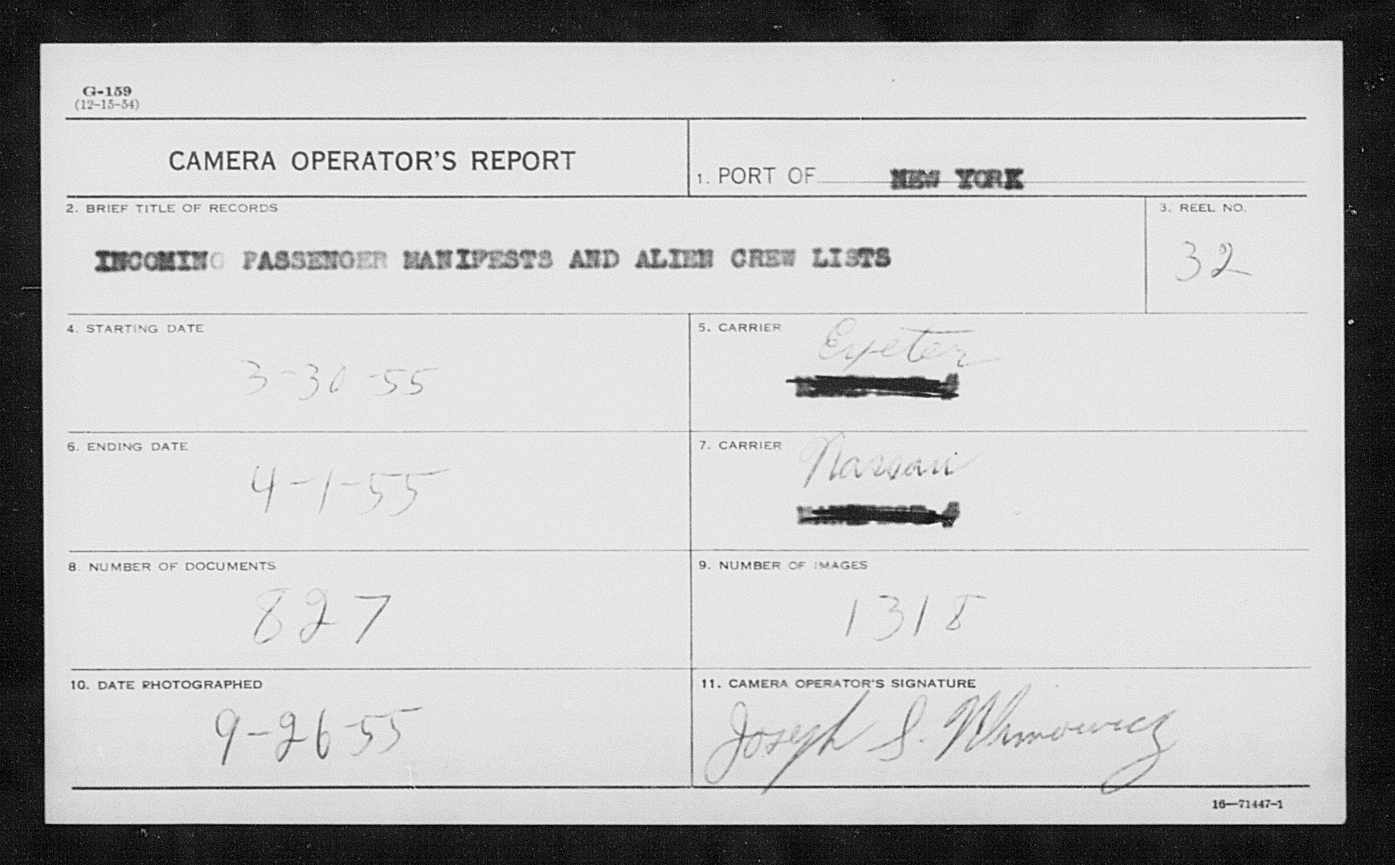 G-159
(12-15-54)
CAMERA OPERATOR'S REPORT
1. PORT OF NEW YORK
2. BRIEF TITLE OF RECORDS
INCOMING PASSENGER MANIFESTS AND ALIEN CREW LISTS
3. REEL NO.
32
4. STARTING DATE
3-30-55
5. CARRIER
Exeter
6. ENDING DATE
4-1-55
7. CARRIER
Nassau
8. NUMBER OF DOCUMENTS
827
9. NUMBER OF IMAGES
1318
10. DATE PHOTOGRAPHED
9-26-55
11. CAMERA OPERATOR'S SIGNATURE
Joseph S.
16—71447-1